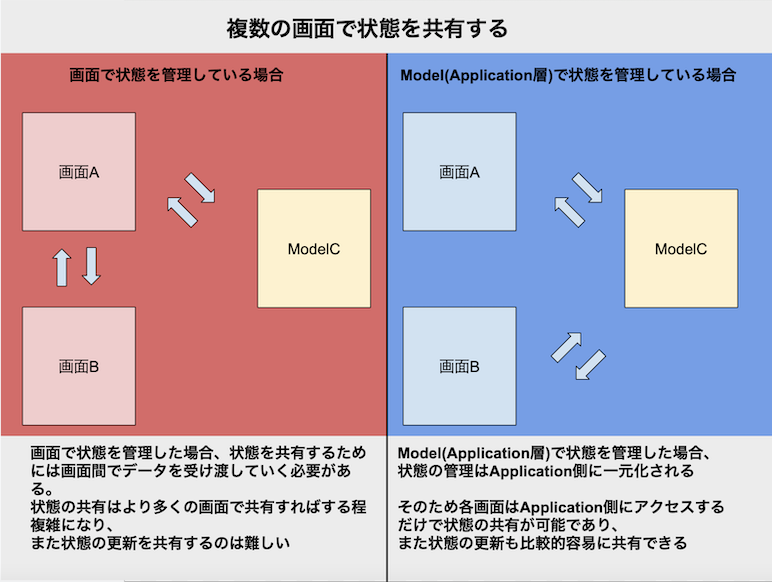 複数の画面で状態を共有する
画面で状態を管理している場合
画面A
ModelC
画面B
画面で状態を管理した場合、状態を共有するため
には画面間でデータを受け渡していく必要があ
る。
状態の共有はより多くの画面で共有すればする程
複雑になり、
また状態の更新を共有するのは難しい
Model(Application層)で状態を管理している場合
画面A
ModelC
画面B
Model(Application層)で状態を管理した場合、
状態の管理はApplication側に一元化される
そのため各画面はApplication側にアクセスする
だけで状態の共有が可能であり、
また状態の更新も比較的容易に共有できる